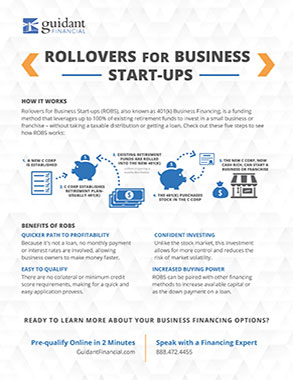 guidant
FINANCIAL
ROLLOVERS FOR BUSINESS
START-UPS
HOW IT WORKS
Rollovers for Business Start-ups (ROBS), also known as 401(k) Business Financing, is a funding
method that leverages up to 100% of existing retirement funds to invest in a small business or
franchise – without taking a taxable distribution or getting a loan. Check out these five steps to see
how ROBS works:
1. A NEW C CORP
IS ESTABLISHED
2. C CORP ESTABLISHES
RETIREMENT PLAN-
USUALLY 401(K)
3. EXISTING RETIREMENT
FUNDS ARE ROLLED
INTO THE NEW 401(K)
4. THE 401(K) PURCHASES
STOCK IN THE C CORP
5. THE NEW C CORP, NOW
CASH RICH, CAN START A
BUSINESS OR FRANCHISE
BENEFITS OF ROBS
QUICKER PATH TO PROFITABILITY
Because it's not a loan, no monthly payment
or interest rates are involved, allowing
business owners to make money faster.
EASY TO QUALIFY
There are no collateral or minimum credit
score requirements, making for a quick and
easy application process.
CONFIDENT INVESTING
Unlike the stock market, this investment
allows for more control and reduces the
risk of market volatility.
INCREASED BUYING POWER
ROBS can be paired with other financing
methods to increase available capital or
as the down payment on a loan.
READY TO LEARN MORE ABOUT YOUR BUSINESS FINANCING OPTIONS?
Pre-qualify Online in 2 Minutes
GuidantFinancial.com
Speak with a Financing Expert
888.472.4455